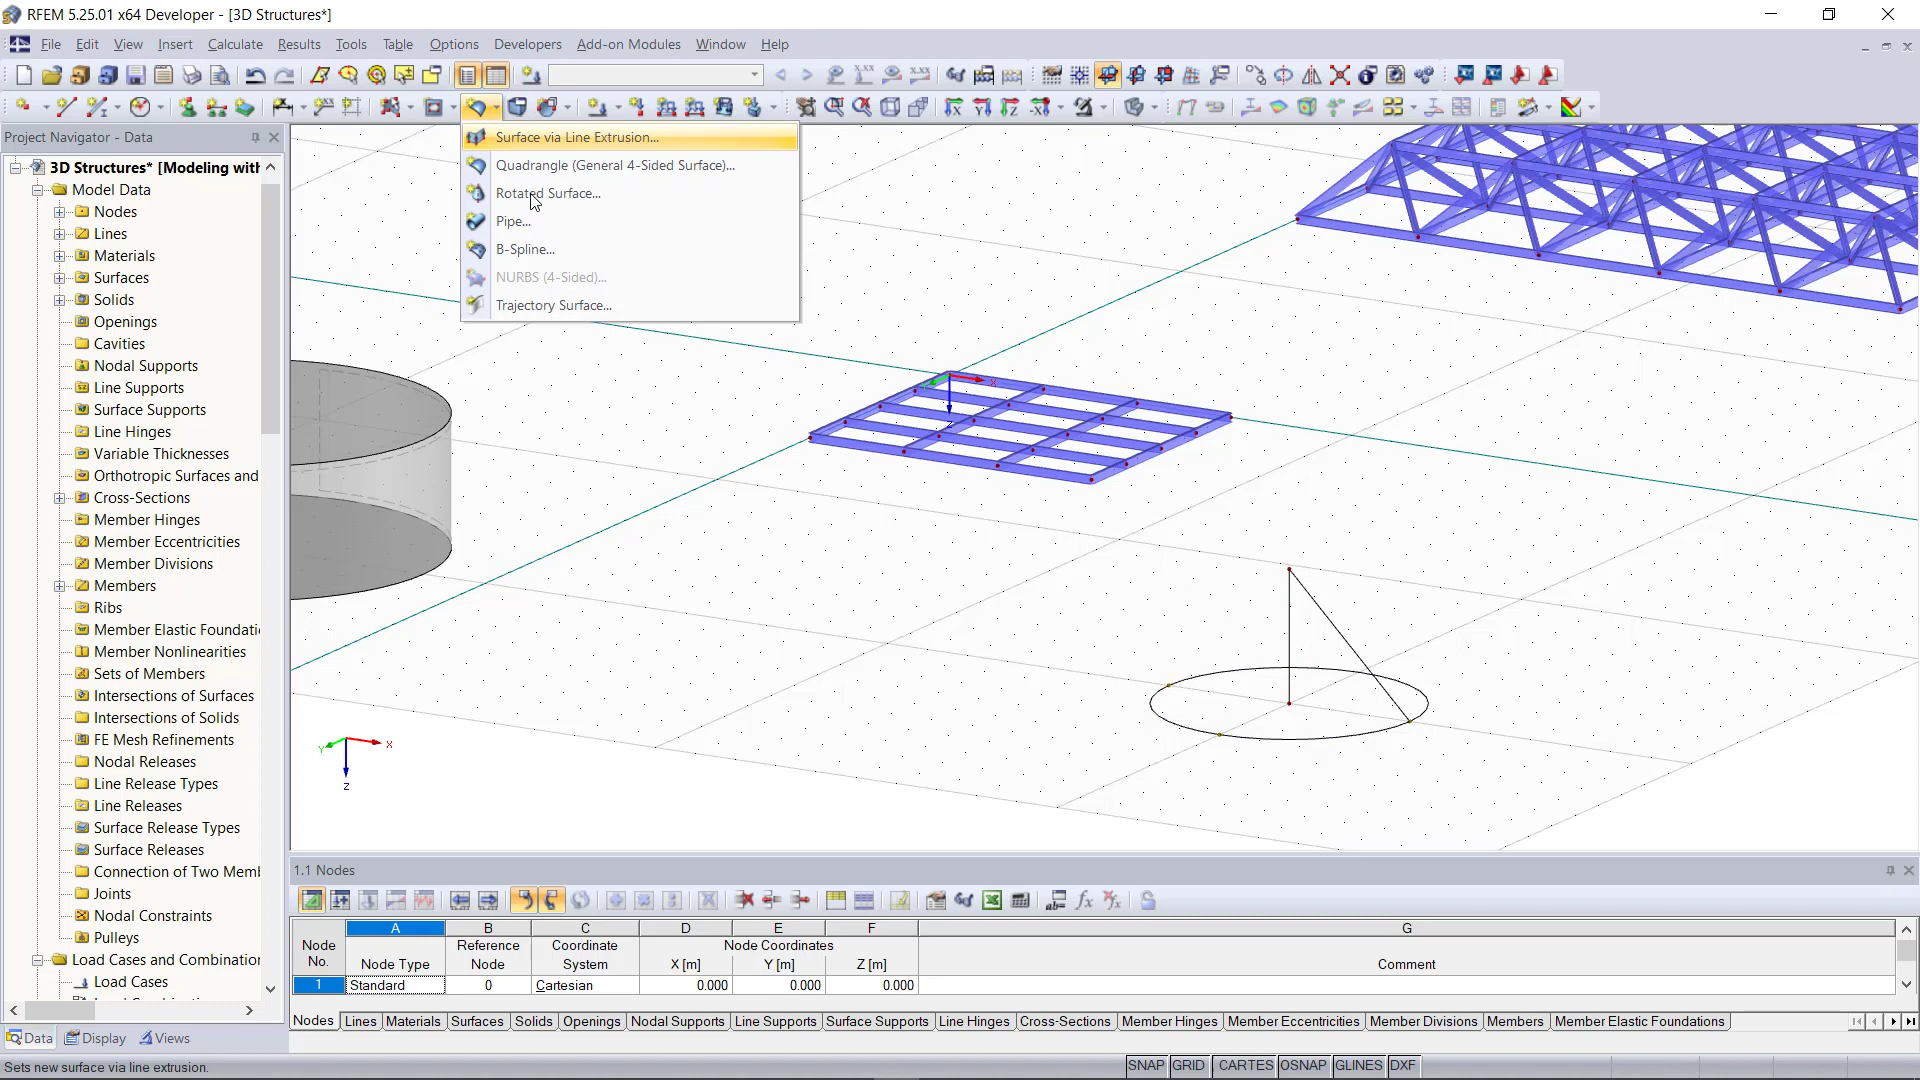 RFEM 5.25.01 x64 Developer - [3D Structures*]
File Edit View Insert Calculate Results Tools Table Options Developers Add-on Modules Window Help
Project Navigator - Data
3D Structures* [Modeling with
Model Data
Nodes
Lines
Materials
Surfaces
Solids
Openings
Cavities
Nodal Supports
Line Supports
Surface Supports
Line Hinges
Variable Thicknesses
Orthotropic Surfaces and
Cross-Sections
Member Hinges
Member Eccentricities
Member Divisions
Members
Ribs
Member Elastic Foundati
Member Nonlinearities
Sets of Members
Intersections of Surfaces
Intersections of Solids
FE Mesh Refinements
Nodal Releases
Line Release Types
Line Releases
Surface Release Types
Surface Releases
Connection of Two Memb
Joints
Nodal Constraints
Pulleys
Load Cases and Combination
Load Cases
Data Display Views
Surface via Line Extrusion...
Quadrangle (General 4-Sided Surface)...
Rotated Surface...
Pipe...
B-Spline...
NURBS (4-Sided)...
Trajectory Surface...
X
Y
X
Z
1.1 Nodes
A B C D E F G
Node Reference Coordinate Node Coordinates
No. Node Type Node System X [m] Y [m] Z [m] Comment
1 Standard 0 Cartesian 0.000 0.000 0.000
Nodes Lines Materials Surfaces Solids Openings Nodal Supports Line Supports Surface Supports Line Hinges Cross-Sections Member Hinges Member Eccentricities Member Divisions Members Member Elastic Foundations
Sets new surface via line extrusion.
SNAP GRID CARTES OSNAP GLINES DXF